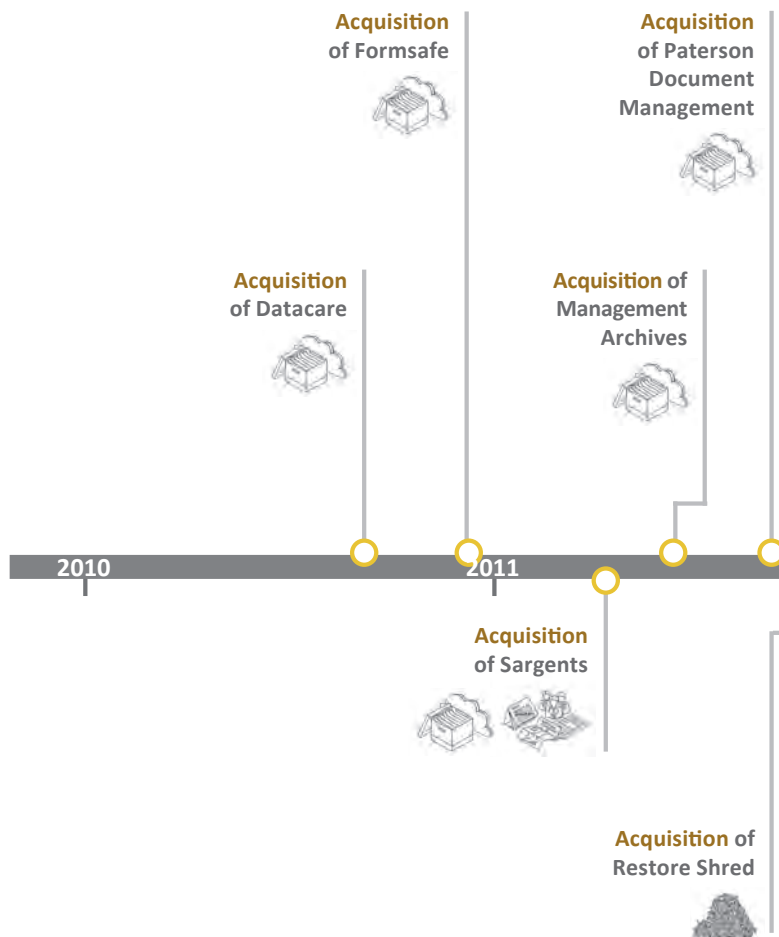 Acquisition
of Formsafe
Acquisition
of Paterson
Document
Management
Acquisition
of Datacare
Acquisition of
Management
Archives
2010
2011
Acquisition
of Sargents
Acquisition of
Restore Shred